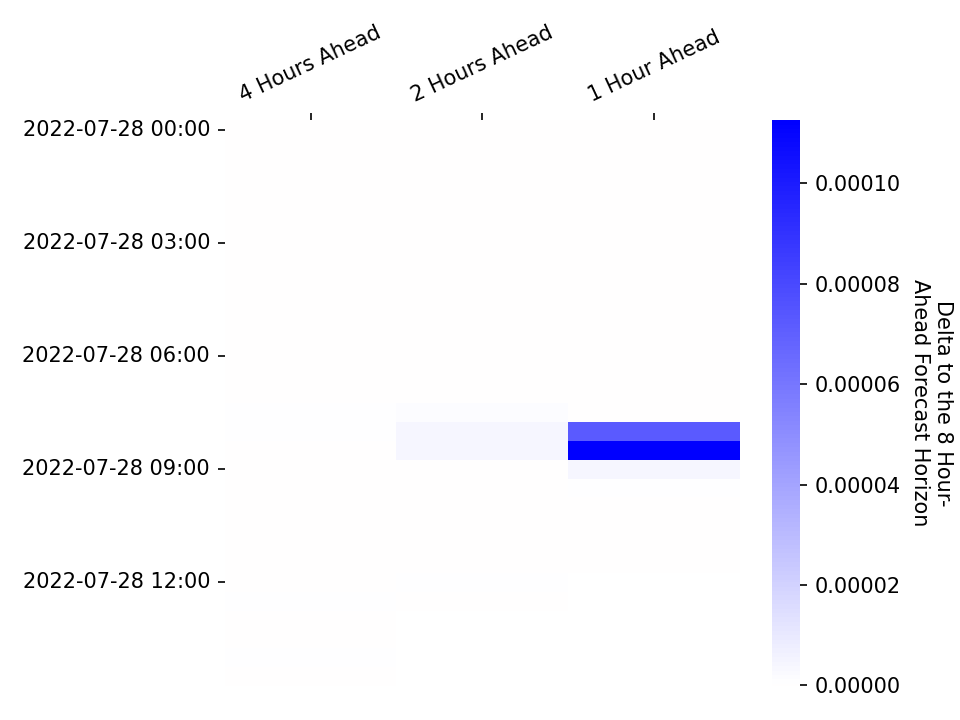 4 Hours Ahead
2 Hours Ahead
1 Hour Ahead
2022-07-28 00:00
2022-07-28 03:00
2022-07-28 06:00
2022-07-28 09:00
2022-07-28 12:00
0.00010
0.00008
0.00006
0.00004
0.00002
0.00000
Delta to the 8 Hour-
Ahead Forecast Horizon